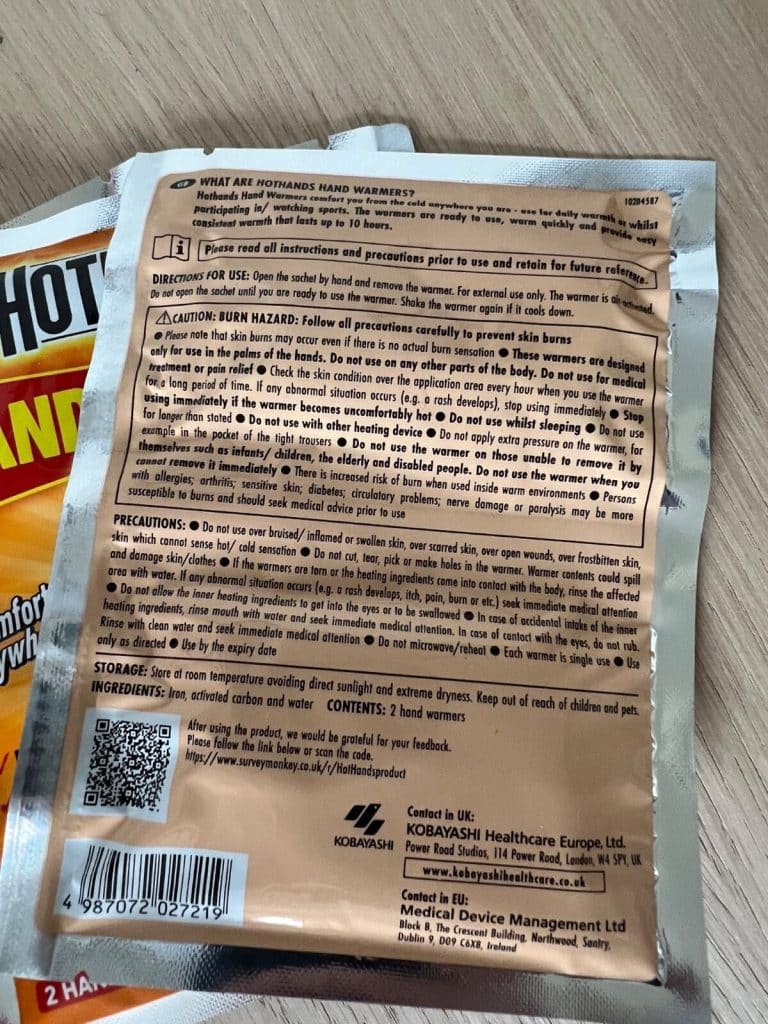 GB WHAT ARE HOTHANDS HAND WARMERS?
10204587
Hothands Hand Warmers comfort you from the cold anywhere you are - use for daily warmth or whilst
participating in/ watching sports. The warmers are ready to use, warm quickly and provide easy
consistent warmth that lasts up to 10 hours.
Please read all instructions and precautions prior to use and retain for future reference.
DIRECTIONS FOR USE: Open the sachet by hand and remove the warmer. For external use only. The warmer is air-activated.
Do not open the sachet until you are ready to use the warmer. Shake the warmer again if it cools down.
CAUTION: BURN HAZARD: Follow all precautions carefully to prevent skin burns
● Please note that skin burns may occur even if there is no actual burn sensation ● These warmers are designed
only for use in the palms of the hands. Do not use on any other parts of the body. Do not use for medical
treatment or pain relief ● Check the skin condition over the application area every hour when you use the warmer
for a long period of time. If any abnormal situation occurs (e.g. a rash develops), stop using immediately ● Stop
using immediately if the warmer becomes uncomfortably hot ● Do not use whilst sleeping ● Do not use
for longer than stated ● Do not use with other heating device ● Do not apply extra pressure on the warmer, for
example in the pocket of the tight trousers ● Do not use the warmer on those unable to remove it by
themselves such as infants/ children, the elderly and disabled people. Do not use the warmer when you
cannot remove it immediately ● There is increased risk of burn when used inside warm environments ● Persons
with allergies; arthritis; sensitive skin; diabetes; circulatory problems; nerve damage or paralysis may be more
susceptible to burns and should seek medical advice prior to use
PRECAUTIONS: ● Do not use over bruised/ inflamed or swollen skin, over scarred skin, over open wounds, over frostbitten skin,
skin which cannot sense hot/ cold sensation ● Do not cut, tear, pick or make holes in the warmer. Warmer contents could spill
and damage skin/clothes ● If the warmers are torn or the heating ingredients come into contact with the body, rinse the affected
area with water. If any abnormal situation occurs (e.g. a rash develops, itch, pain, burn or etc.) seek immediate medical attention
● Do not allow the inner heating ingredients to get into the eyes or to be swallowed ● In case of accidental intake of the inner
heating ingredients, rinse mouth with water and seek immediate medical attention. In case of contact with the eyes, do not rub.
Rinse with clean water and seek immediate medical attention ● Do not microwave/reheat ● Each warmer is single use ● Use
only as directed ● Use by the expiry date
STORAGE: Store at room temperature avoiding direct sunlight and extreme dryness. Keep out of reach of children and pets.
INGREDIENTS: Iron, activated carbon and water CONTENTS: 2 hand warmers
After using the product, we would be grateful for your feedback.
Please follow the link below or scan the code.
https://www.surveymonkey.co.uk/r/HotHandsproduct
KOBAYASHI
Contact in UK:
KOBAYASHI Healthcare Europe, Ltd.
Power Road Studios, 114 Power Road, London, W4 5PY, UK
www.kobayashihealthcare.co.uk
Contact in EU:
Medical Device Management Ltd
Block B, The Crescent Building, Northwood, Santry,
Dublin 9, D09 C6X8, Ireland
4 987072 027219
HOT
AND
mfort
ywh
2 HAN